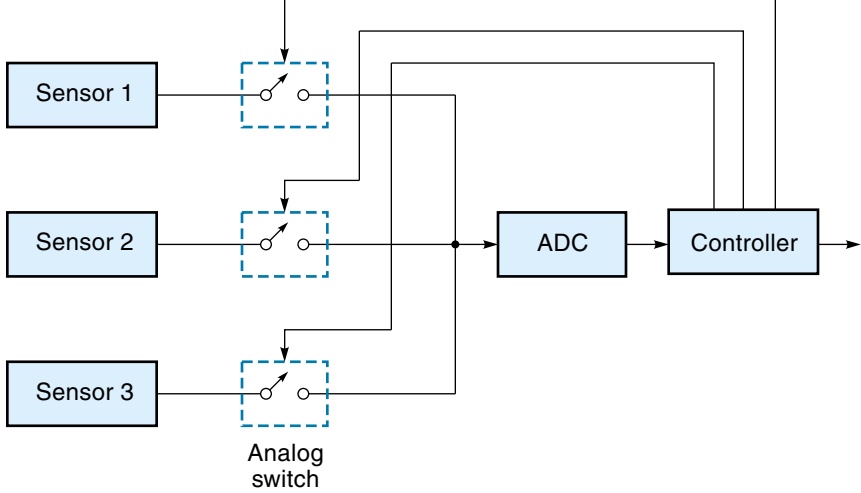 Sensor 1
Sensor 2
ADC
Controller
Sensor 3
Analog
switch